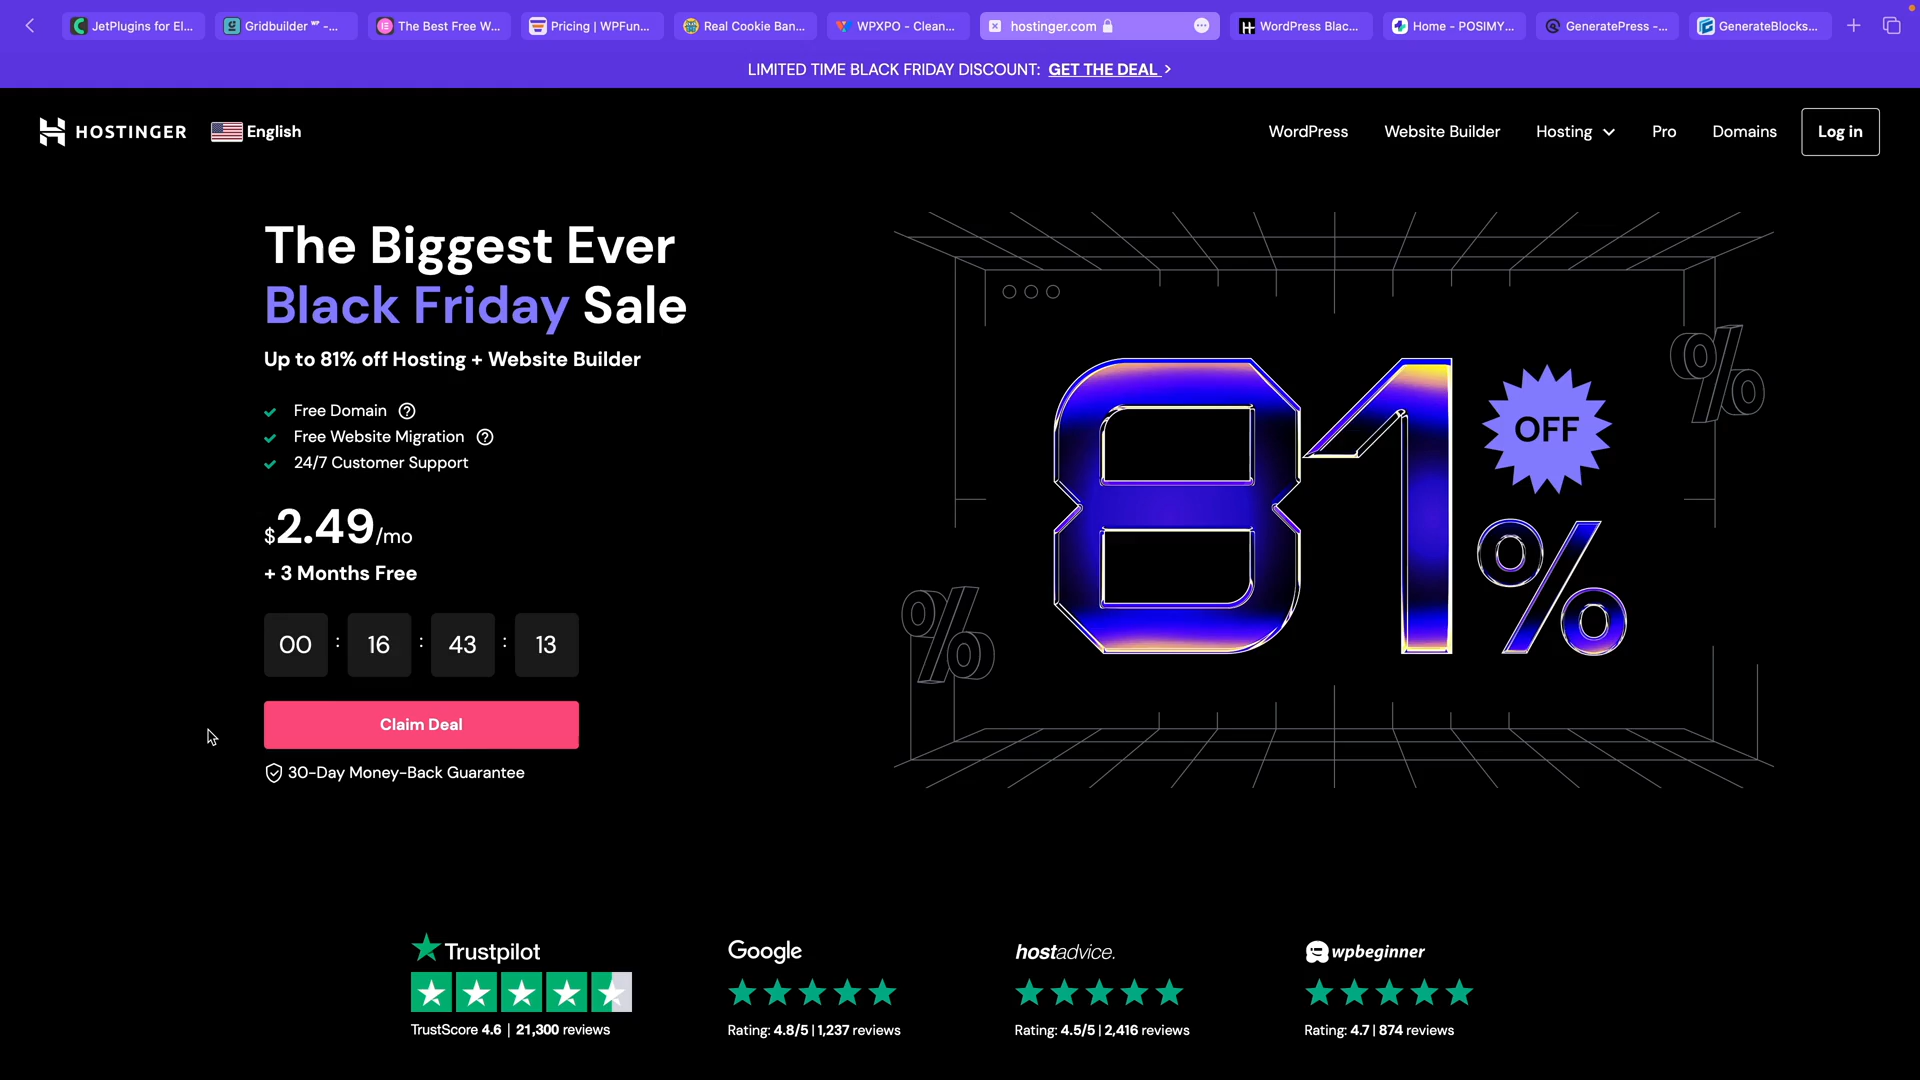 JetPlugins for El...
Gridbuilder ᵂᴾ -...
The Best Free W...
Pricing | WPFun...
Real Cookie Ban...
WPXPO - Clean...
hostinger.com
WordPress Blac...
Home - POSIMY...
GeneratePress -...
GenerateBlocks...
LIMITED TIME BLACK FRIDAY DISCOUNT: GET THE DEAL >
HOSTINGER
English
WordPress
Website Builder
Hosting
Pro
Domains
Log in
The Biggest Ever
Black Friday Sale
Up to 81% off Hosting + Website Builder
Free Domain ?
Free Website Migration ?
24/7 Customer Support
$2.49/mo
+ 3 Months Free
00 : 16 : 43 : 13
Claim Deal
30-Day Money-Back Guarantee
81%
OFF
%
%
Trustpilot
TrustScore 4.6 | 21,300 reviews
Google
Rating: 4.8/5 | 1,237 reviews
hostadvice.
Rating: 4.5/5 | 2,416 reviews
wpbeginner
Rating: 4.7 | 874 reviews